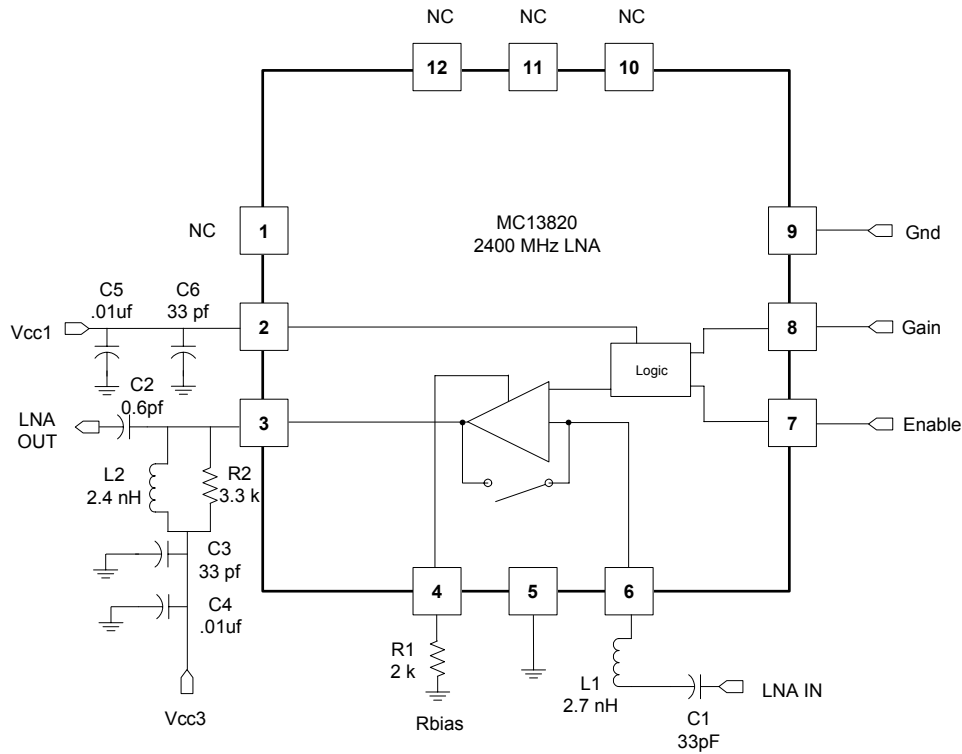 NC
NC
NC
12
11
10
NC
1
MC13820
2400 MHz LNA
9
Gnd
C5
.01uf
C6
33 pf
Vcc1
2
8
Gain
Logic
C2
0.6pf
LNA
OUT
3
7
Enable
L2
2.4 nH
R2
3.3 k
C3
33 pf
C4
.01uf
4
5
6
R1
2 k
Rbias
L1
2.7 nH
LNA IN
C1
33pF
Vcc3